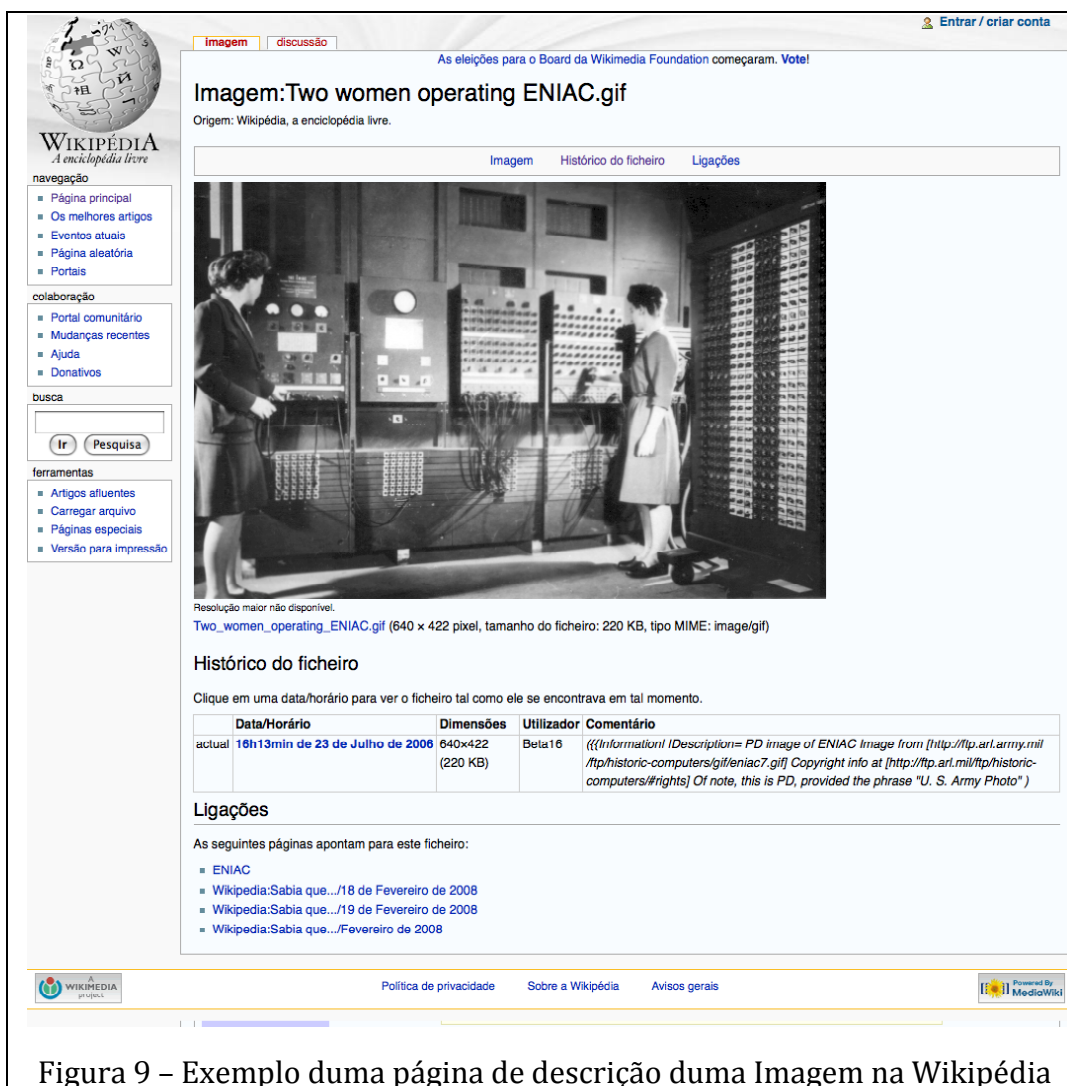 Entrar / criar conta
imagem discussão
As eleições para o Board da Wikimedia Foundation começaram. Vote!
Imagem:Two women operating ENIAC.gif
Origem: Wikipédia, a enciclopédia livre.
WIKIPÉDIA
A enciclopédia livre
Imagem Histórico do ficheiro Ligações
navegação
Página principal
Os melhores artigos
Eventos atuais
Página aleatória
Portais
colaboração
Portal comunitário
Mudanças recentes
Ajuda
Donativos
busca
Ir Pesquisa
ferramentas
Artigos afluentes
Carregar arquivo
Páginas especiais
Versão para impressão
Resolução maior não disponível.
Two_women_operating_ENIAC.gif (640 × 422 pixel, tamanho do ficheiro: 220 KB, tipo MIME: image/gif)
Histórico do ficheiro
Clique em uma data/horário para ver o ficheiro tal como ele se encontrava em tal momento.
Data/Horário Dimensões Utilizador Comentário
actual 16h13min de 23 de Julho de 2006 640×422 Beta16 ({{Information| |Description= PD image of ENIAC Image from [http://ftp.arl.army.mil
(220 KB) /ftp/historic-computers/gif/eniac7.gif] Copyright info at [http://ftp.arl.mil/ftp/historic-
computers/#rights] Of note, this is PD, provided the phrase "U. S. Army Photo" )
Ligações
As seguintes páginas apontam para este ficheiro:
ENIAC
Wikipedia:Sabia que.../18 de Fevereiro de 2008
Wikipedia:Sabia que.../19 de Fevereiro de 2008
Wikipedia:Sabia que.../Fevereiro de 2008
A
WIKIMEDIA
project
Política de privacidade Sobre a Wikipédia Avisos gerais
Powered By
MediaWiki
Figura 9 – Exemplo duma página de descrição duma Imagem na Wikipédia